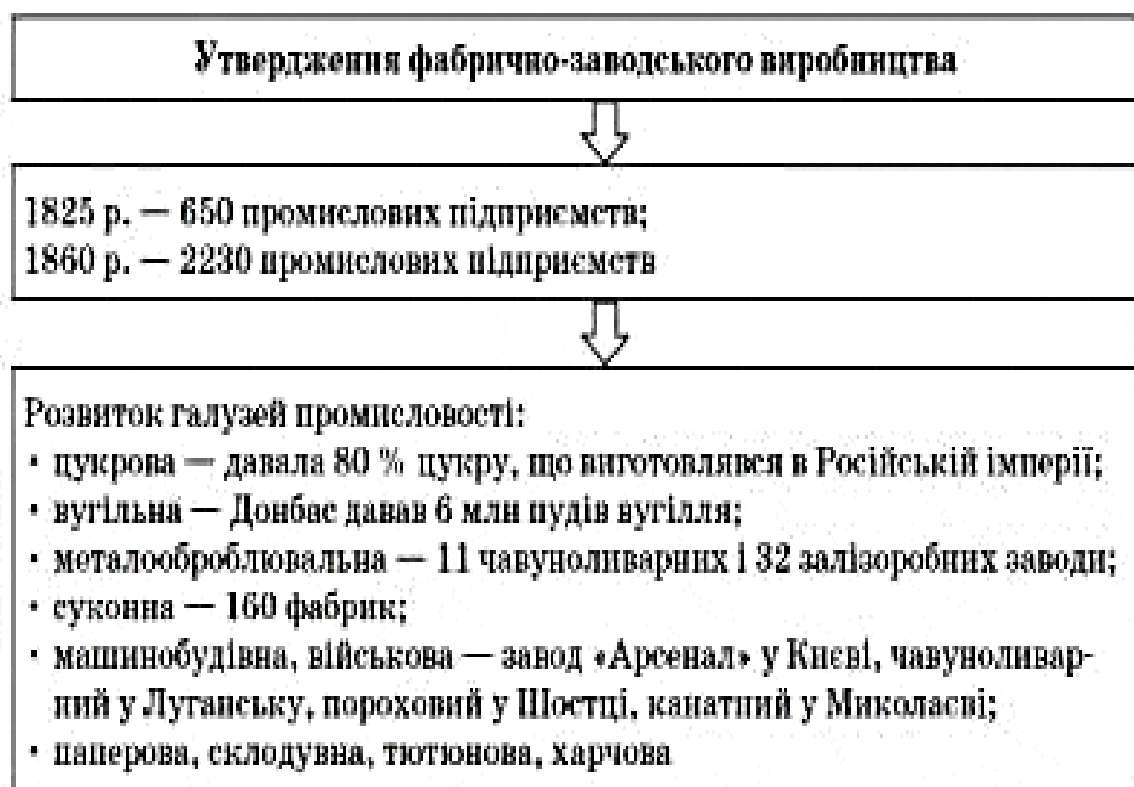 Утвердження фабрично-заводського виробництва
1825 р. — 650 промислових підприємств;
1860 р. — 2230 промислових підприємств
Розвиток галузей промисловості:
• цукрова — давала 80 % цукру, що виготовлявся в Російській імперії;
• вугільна — Донбас давав 6 млн пудів вугілля;
• металооброблювальна — 11 чавуноливарних і 32 залізоробних заводи;
• суконна — 160 фабрик;
• машинобудівна, військова — завод «Арсенал» у Києві, чавуноливар-
ний у Луганську, пороховий у Шостці, канатний у Миколаєві;
• паперова, склодувна, тютюнова, харчова